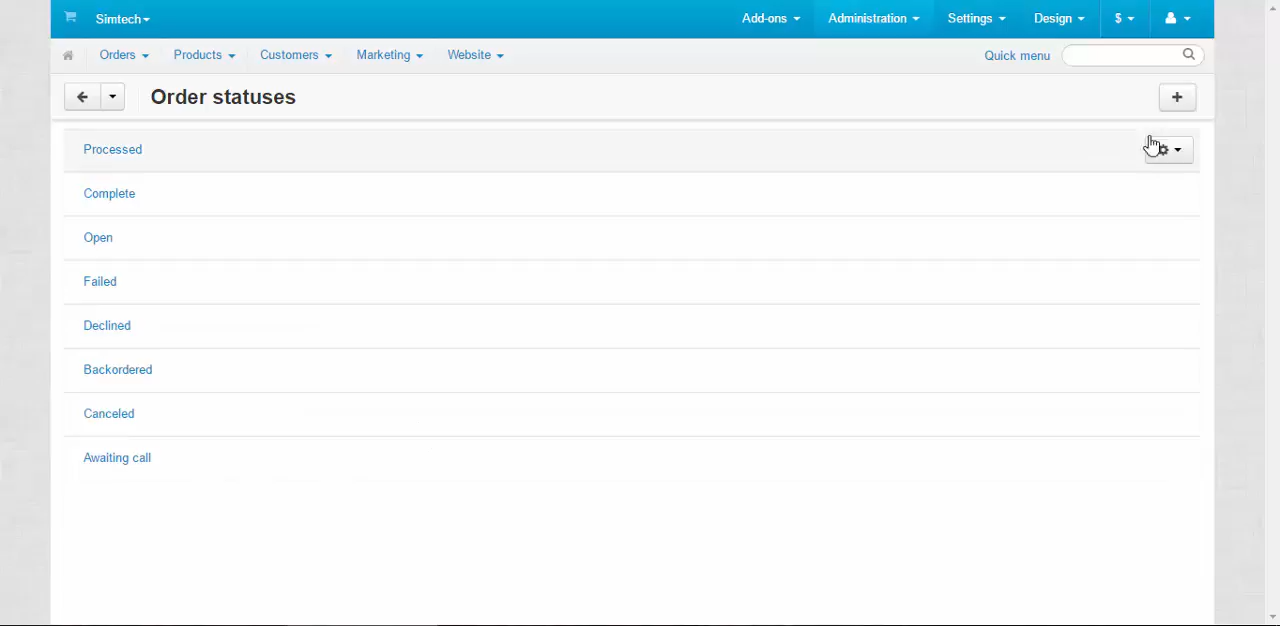 Simtech
Add-ons
Administration
Settings
Design
$
Orders
Products
Customers
Marketing
Website
Quick menu
Order statuses
Processed
Complete
Open
Failed
Declined
Backordered
Canceled
Awaiting call